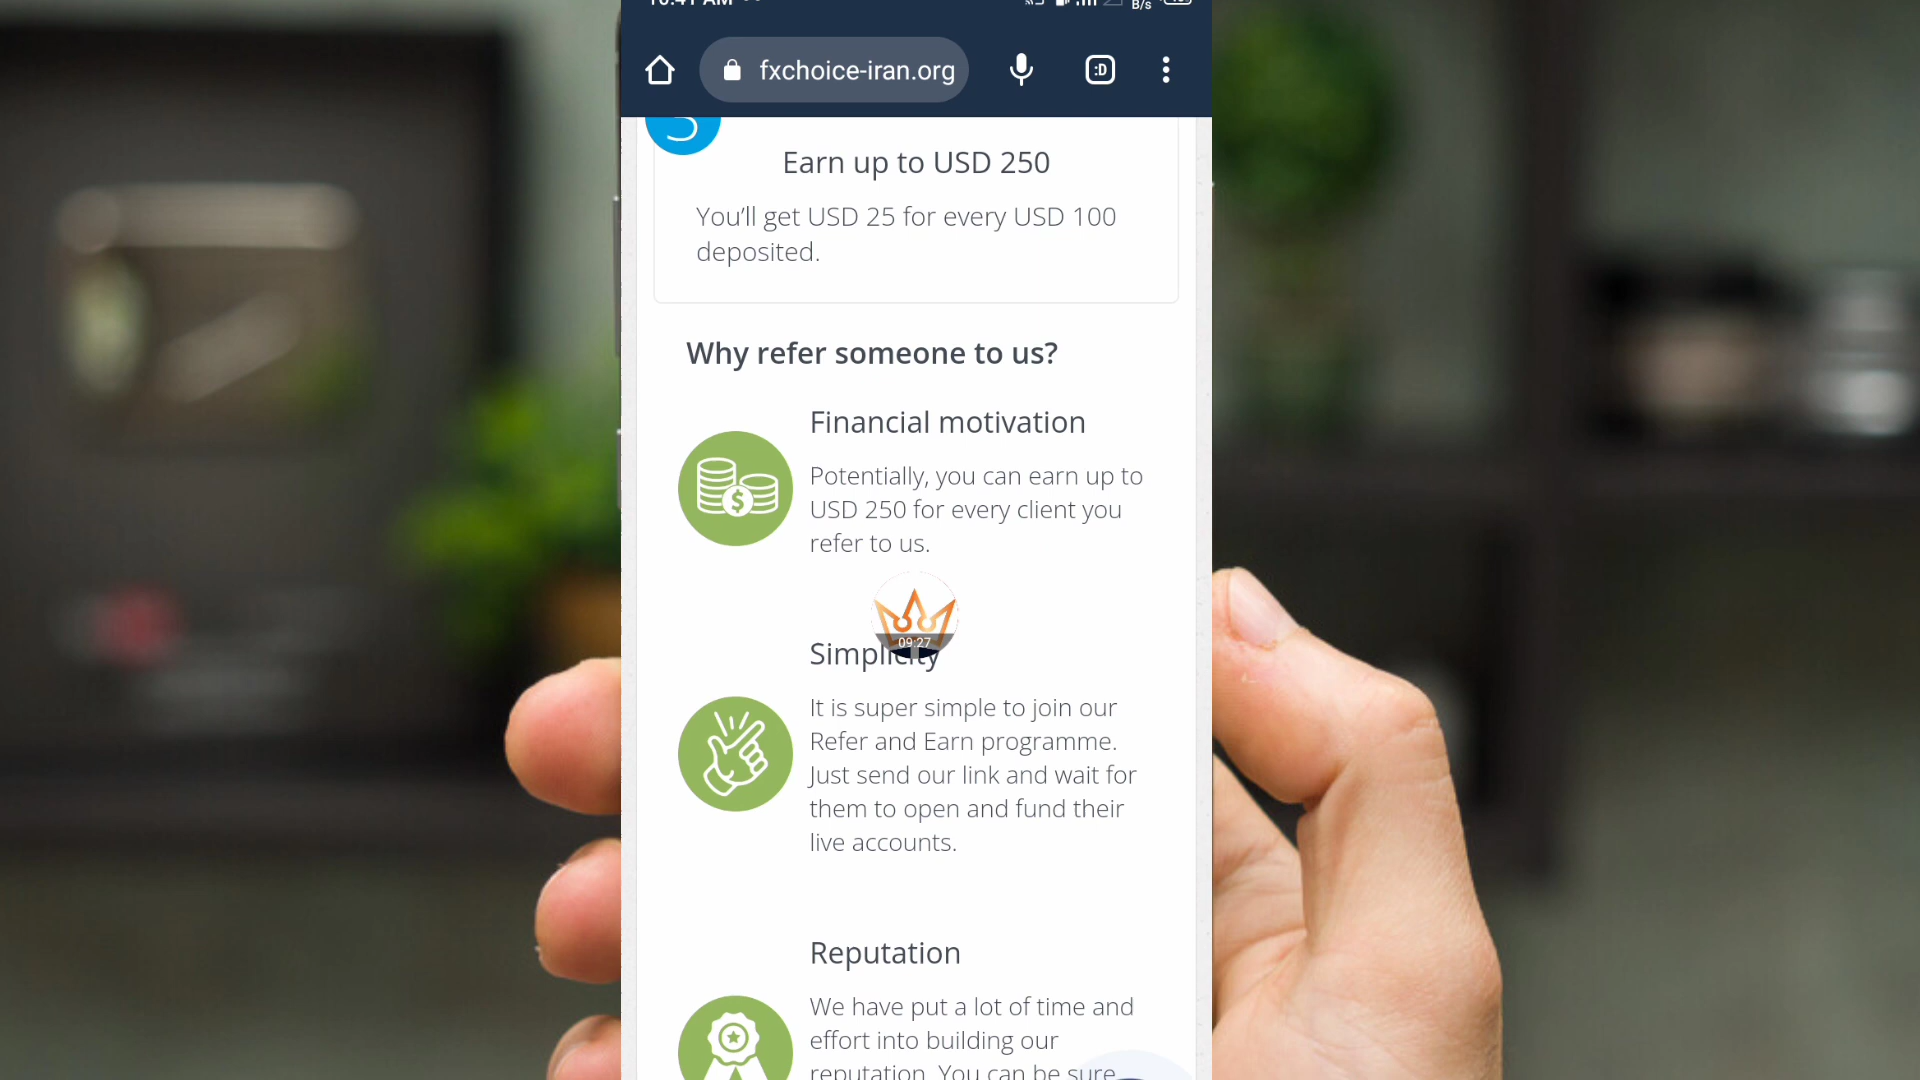 fxchoice-iran.org
:D
Earn up to USD 250
You'll get USD 25 for every USD 100
deposited.
Why refer someone to us?
Financial motivation
Potentially, you can earn up to
USD 250 for every client you
refer to us.
09:27
Simplicity
It is super simple to join our
Refer and Earn programme.
Just send our link and wait for
them to open and fund their
live accounts.
Reputation
We have put a lot of time and
effort into building our
reputation. You can be sure